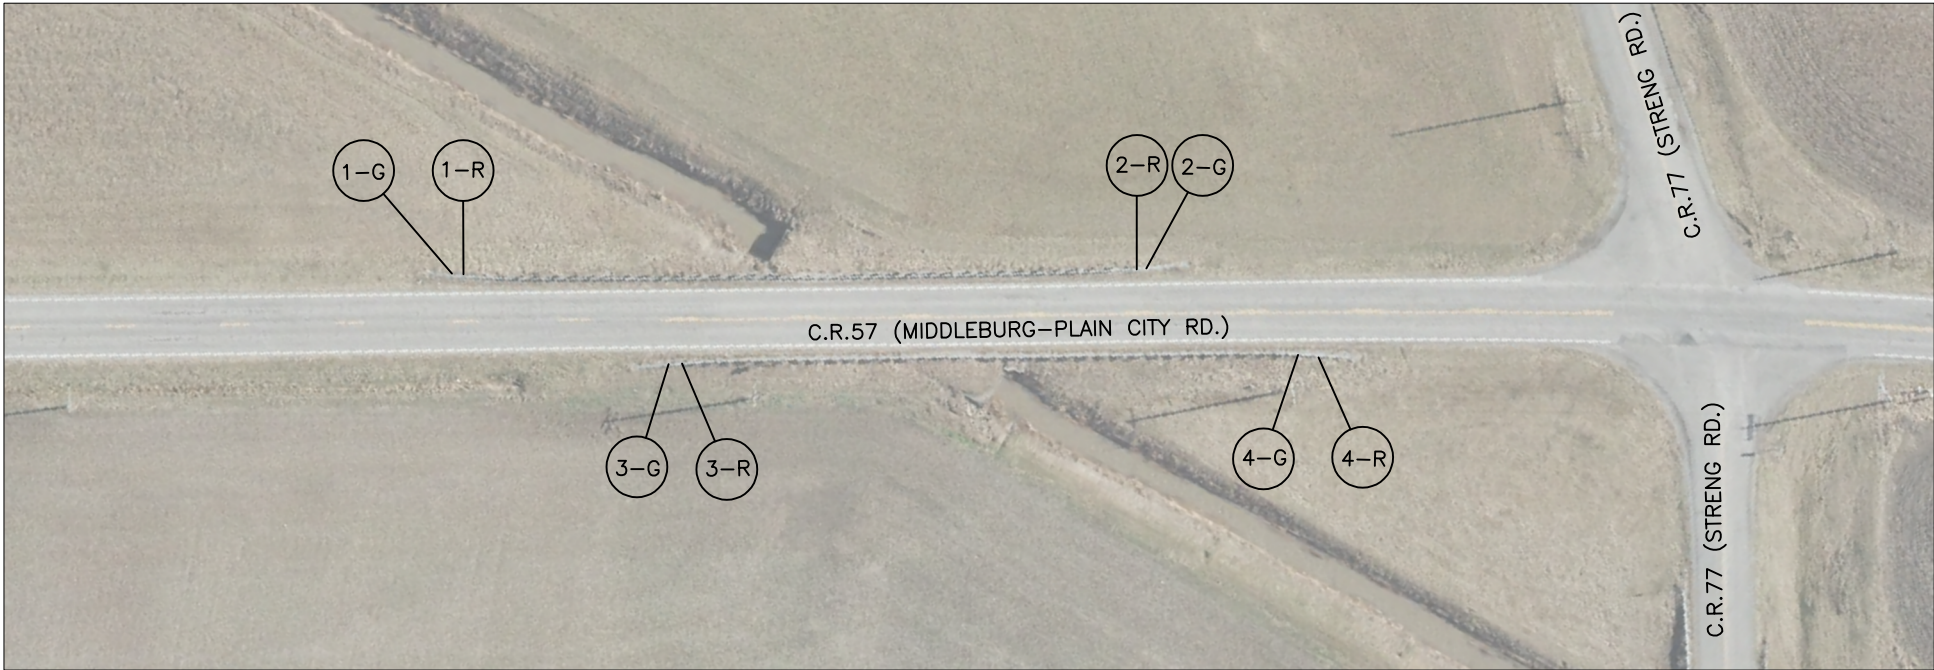 C.R.77 (STRENG RD.)
1-G
1-R
2-R
2-G
C.R.57 (MIDDLEBURG-PLAIN CITY RD.)
3-G
3-R
4-G
4-R
C.R.77 (STRENG RD.)